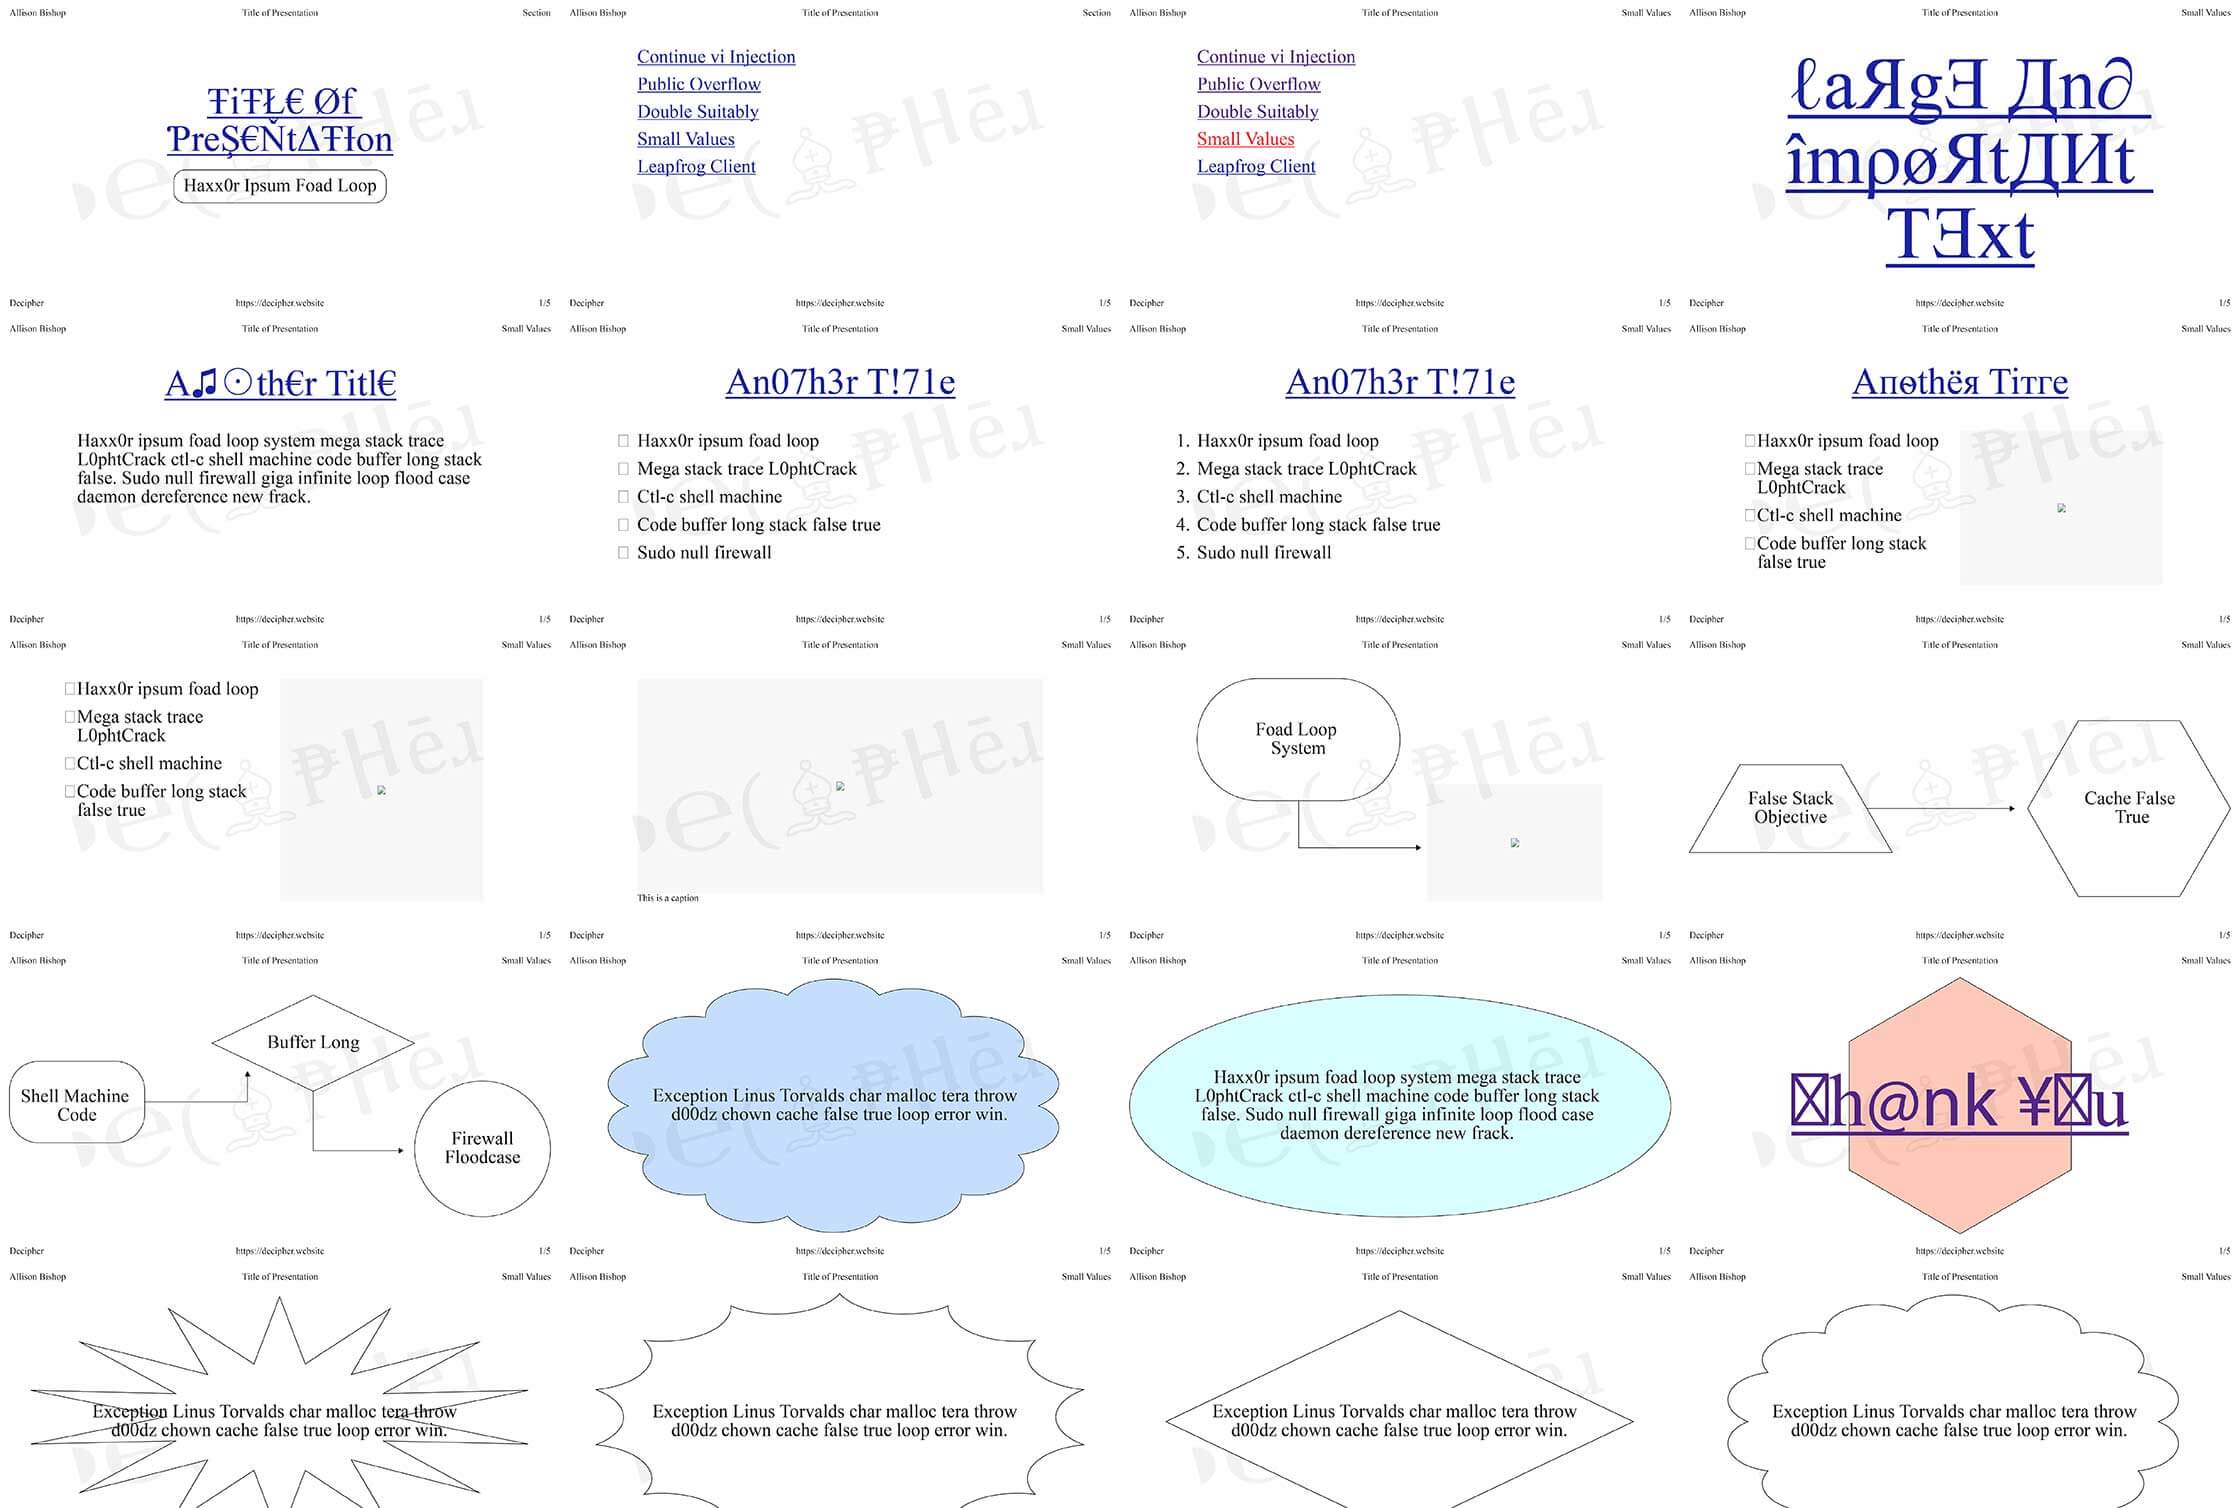 Allison Bishop Title of Presentation Section
ŦiŦŁ€ Øf
ƤreŞ€ŇtΔŦƗon
Haxx0r Ipsum Foad Loop
Decipher https://decipher.website 1/5
Allison Bishop Title of Presentation Section
Continue vi Injection
Public Overflow
Double Suitably
Small Values
Leapfrog Client
Decipher https://decipher.website 1/5
Allison Bishop Title of Presentation Small Values
Continue vi Injection
Public Overflow
Double Suitably
Small Values
Leapfrog Client
Decipher https://decipher.website 1/5
Allison Bishop Title of Presentation Small Values
ℓaЯgƎ Дn∂
împøЯtДИt
TƎxt
Decipher https://decipher.website 1/5
Allison Bishop Title of Presentation Small Values
A♫☉th€r Titl€
Haxx0r ipsum foad loop system mega stack trace
L0phtCrack ctl-c shell machine code buffer long stack
false. Sudo null firewall giga infinite loop flood case
daemon dereference new frack.
Decipher https://decipher.website 1/5
Allison Bishop Title of Presentation Small Values
An07h3r T!71e
□ Haxx0r ipsum foad loop
□ Mega stack trace L0phtCrack
□ Ctl-c shell machine
□ Code buffer long stack false true
□ Sudo null firewall
Decipher https://decipher.website 1/5
Allison Bishop Title of Presentation Small Values
An07h3r T!71e
1. Haxx0r ipsum foad loop
2. Mega stack trace L0phtCrack
3. Ctl-c shell machine
4. Code buffer long stack false true
5. Sudo null firewall
Decipher https://decipher.website 1/5
Allison Bishop Title of Presentation Small Values
Aпѳthёя Tiтгe
□Haxx0r ipsum foad loop
□Mega stack trace
L0phtCrack
□Ctl-c shell machine
□Code buffer long stack
false true
Decipher https://decipher.website 1/5
Allison Bishop Title of Presentation Small Values
□Haxx0r ipsum foad loop
□Mega stack trace
L0phtCrack
□Ctl-c shell machine
□Code buffer long stack
false true
Decipher https://decipher.website 1/5
Allison Bishop Title of Presentation Small Values
This is a caption
Decipher https://decipher.website 1/5
Allison Bishop Title of Presentation Small Values
Foad Loop
System
Decipher https://decipher.website 1/5
Allison Bishop Title of Presentation Small Values
False Stack
Objective
Cache False
True
Decipher https://decipher.website 1/5
Allison Bishop Title of Presentation Small Values
Shell Machine
Code
Buffer Long
Firewall
Floodcase
Decipher https://decipher.website 1/5
Allison Bishop Title of Presentation Small Values
Exception Linus Torvalds char malloc tera throw
d00dz chown cache false true loop error win.
Decipher https://decipher.website 1/5
Allison Bishop Title of Presentation Small Values
Haxx0r ipsum foad loop system mega stack trace
L0phtCrack ctl-c shell machine code buffer long stack
false. Sudo null firewall giga infinite loop flood case
daemon dereference new frack.
Decipher https://decipher.website 1/5
Allison Bishop Title of Presentation Small Values
h@nk ¥u
Decipher https://decipher.website 1/5
Allison Bishop Title of Presentation Small Values
Exception Linus Torvalds char malloc tera throw
d00dz chown cache false true loop error win.
Allison Bishop Title of Presentation Small Values
Exception Linus Torvalds char malloc tera throw
d00dz chown cache false true loop error win.
Allison Bishop Title of Presentation Small Values
Exception Linus Torvalds char malloc tera throw
d00dz chown cache false true loop error win.
Allison Bishop Title of Presentation Small Values
Exception Linus Torvalds char malloc tera throw
d00dz chown cache false true loop error win.